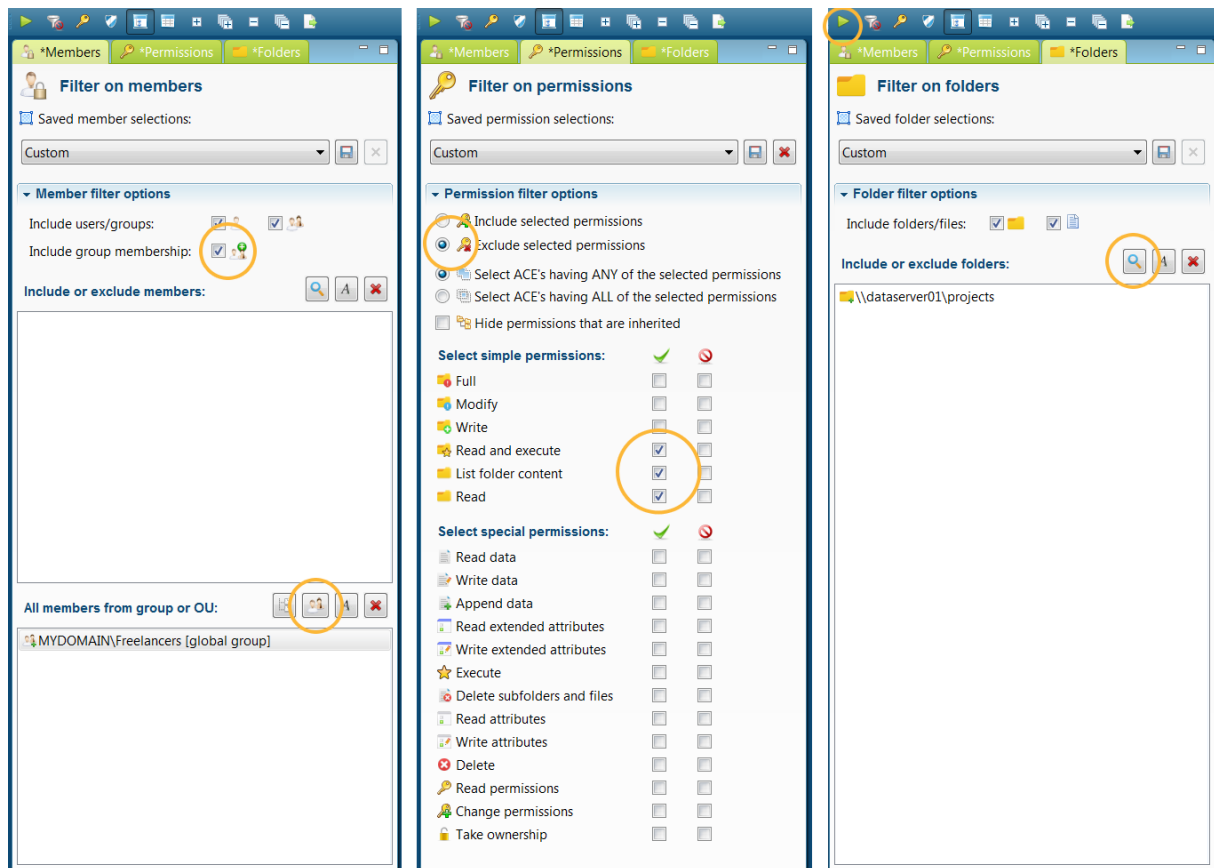 *Members *Permissions *Folders
Filter on members
Saved member selections:
Custom
Member filter options
Include users/groups:
Include group membership:
Include or exclude members:
A
All members from group or OU:
A
MYDOMAIN\Freelancers [global group]
*Members *Permissions *Folders
Filter on permissions
Saved permission selections:
Custom
Permission filter options
Include selected permissions
Exclude selected permissions
Select ACE's having ANY of the selected permissions
Select ACE's having ALL of the selected permissions
Hide permissions that are inherited
Select simple permissions:
Full
Modify
Write
Read and execute
List folder content
Read
Select special permissions:
Read data
Write data
Append data
Read extended attributes
Write extended attributes
Execute
Delete subfolders and files
Read attributes
Write attributes
Delete
Read permissions
Change permissions
Take ownership
*Members *Permissions *Folders
Filter on folders
Saved folder selections:
Custom
Folder filter options
Include folders/files:
Include or exclude folders:
A
\\dataserver01\projects